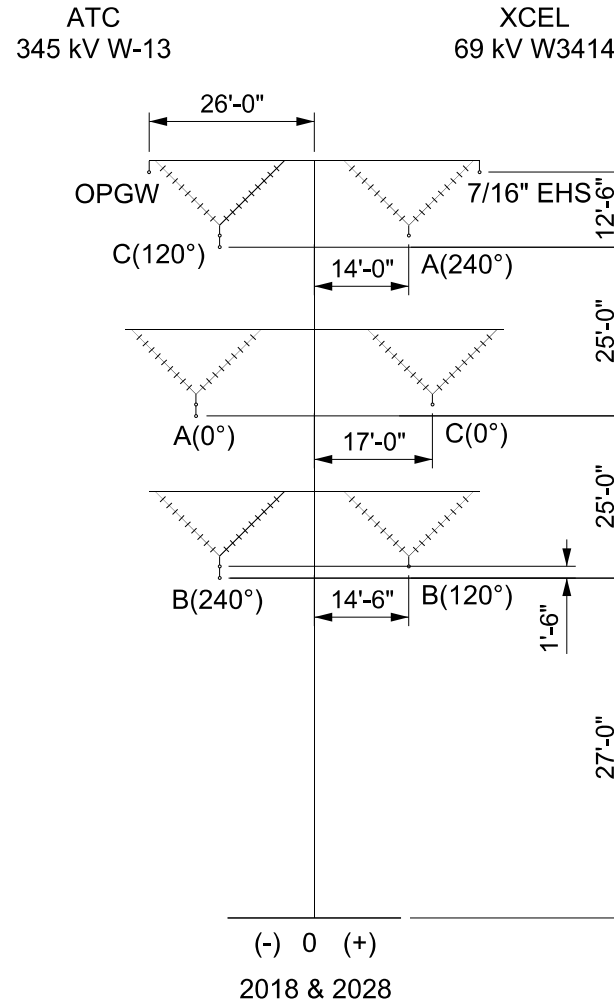 ATC
345 kV W-13
XCEL
69 kV W3414
26'-0"
OPGW
7/16" EHS
12'-6"
C(120°)
A(240°)
14'-0"
25'-0"
A(0°)
C(0°)
17'-0"
25'-0"
B(240°)
B(120°)
14'-6"
1'-6"
27'-0"
(-) 0 (+)
2018 & 2028